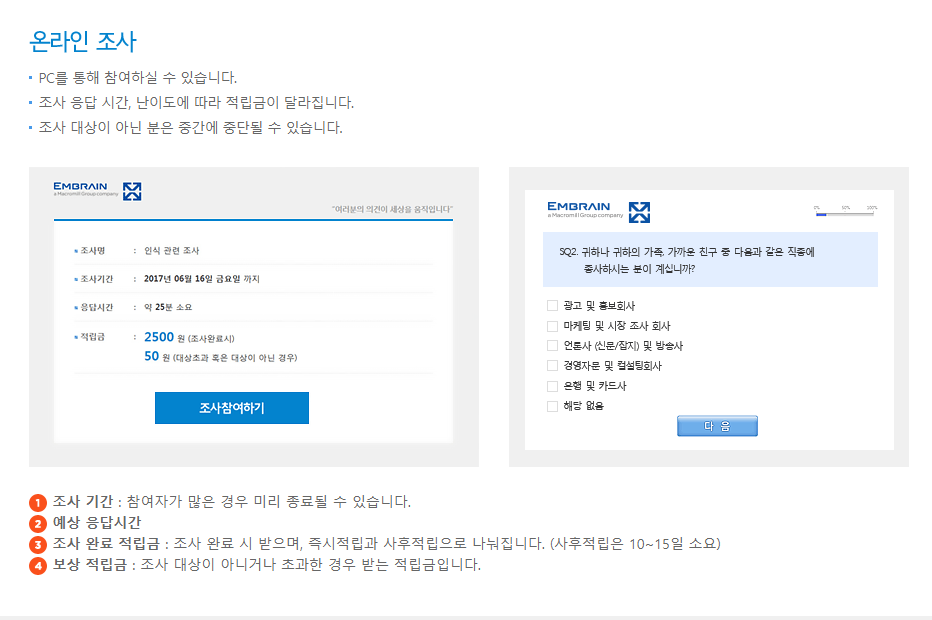 온라인 조사
PC를 통해 참여하실 수 있습니다.
조사 응답 시간, 난이도에 따라 적립금이 달라집니다.
조사 대상이 아닌 분은 중간에 중단될 수 있습니다.
EMBRAIN
a Macromill Group company
"여러분의 의견이 세상을 움직입니다"
조사명 : 인식 관련 조사
조사기간 : 2017년 06월 16일 금요일 까지
응답시간 : 약 25분 소요
적립금 : 2500 원 (조사완료시)
50 원 (대상초과 혹은 대상이 아닌 경우)
조사참여하기
EMBRAIN
a Macromill Group company
0% 50% 100%
SQ2. 귀하나 귀하의 가족, 가까운 친구 중 다음과 같은 직종에
종사하시는 분이 계십니까?
광고 및 홍보회사
마케팅 및 시장 조사 회사
언론사 (신문/잡지) 및 방송사
경영자문 및 컨설팅회사
은행 및 카드사
해당 없음
다 음
1 조사 기간 : 참여자가 많은 경우 미리 종료될 수 있습니다.
2 예상 응답시간
3 조사 완료 적립금 : 조사 완료 시 받으며, 즉시적립과 사후적립으로 나눠집니다. (사후적립은 10~15일 소요)
4 보상 적립금 : 조사 대상이 아니거나 초과한 경우 받는 적립금입니다.